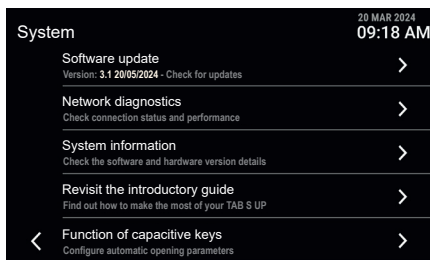 20 MAR 2024
System
09:18 AM
Software update
Version: 3.1 20/05/2024 - Check for updates
Network diagnostics
Check connection status and performance
System information
Check the software and hardware version details
Revisit the introductory guide
Find out how to make the most of your TAB S UP
Function of capacitive keys
Configure automatic opening parameters